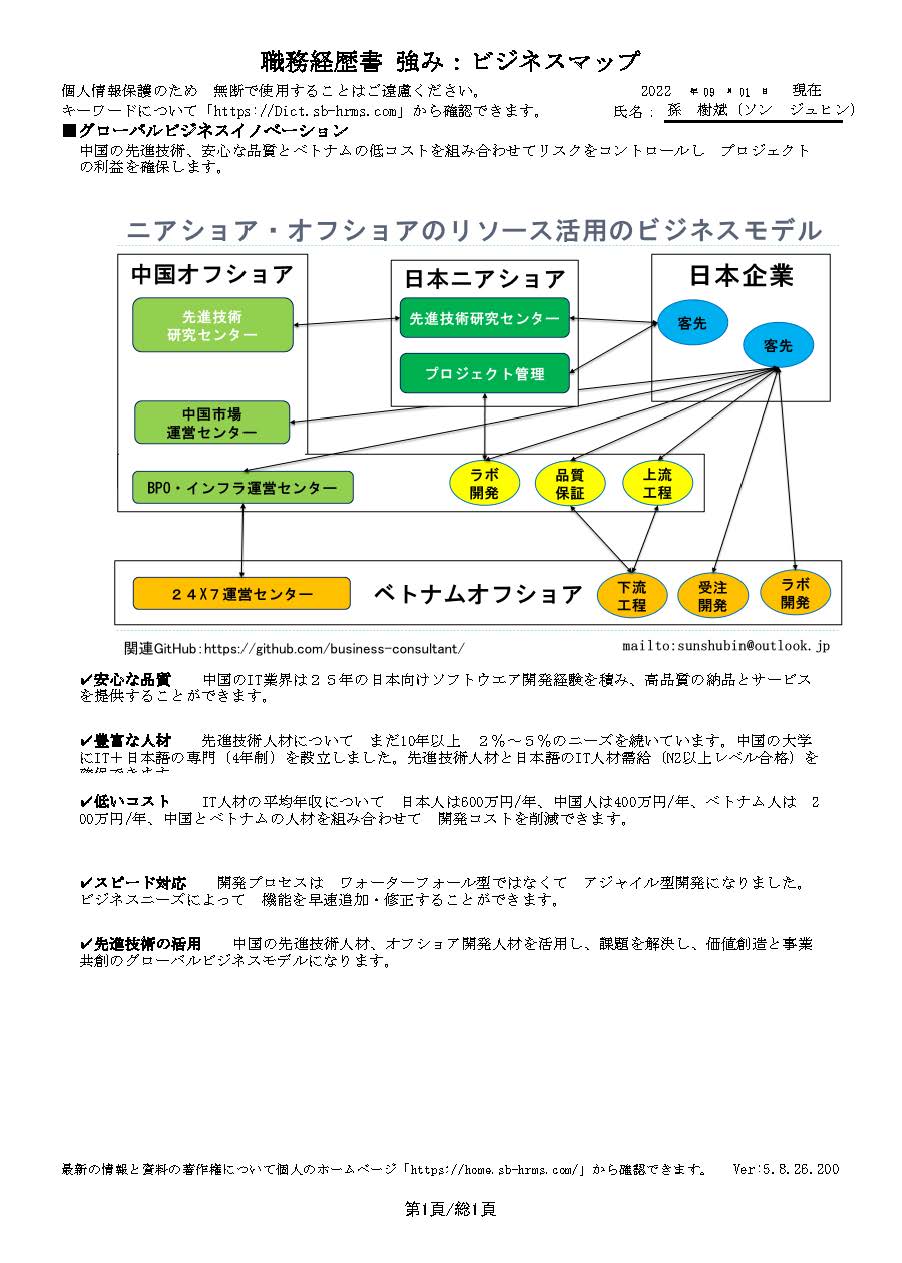 職務経歴書 強み：ビジネスマップ
個人情報保護のため　無断で使用することはご遠慮ください。
2022 年 09 月 01 日 現在
キーワードについて「https://Dict.sb-hrms.com」から確認できます。
氏名： 孫　樹斌（ソン　ジュヒン）
■グローバルビジネスイノベーション
中国の先進技術、安心な品質とベトナムの低コストを組み合わせてリスクをコントロールし　プロジェクト
の利益を確保します。
ニアショア・オフショアのリソース活用のビジネスモデル
中国オフショア
日本ニアショア
日本企業
先進技術
研究センター
先進技術研究センター
客先
客先
プロジェクト管理
中国市場
運営センター
BPO・インフラ運営センター
ラボ
開発
品質
保証
上流
工程
２４X７運営センター
ベトナムオフショア
下流
工程
受注
開発
ラボ
開発
関連GitHub：https://github.com/business-consultant/
mailto:sunshubin@outlook.jp
✔安心な品質　　中国のIT業界は２５年の日本向けソフトウエア開発経験を積み、高品質の納品とサービス
を提供することができます。
✔豊富な人材　　先進技術人材について　まだ10年以上　２％～５％のニーズを続いています。中国の大学
にIT＋日本語の専門（4年制）を設立しました。先進技術人材と日本語のIT人材需給（N2以上レベル合格）を
確保できます
✔低いコスト　　IT人材の平均年収について　日本人は600万円/年、中国人は400万円/年、ベトナム人は　2
00万円/年、中国とベトナムの人材を組み合わせて　開発コストを削減できます。
✔スピード対応　　開発プロセスは　ウォーターフォール型ではなくて　アジャイル型開発になりました。
ビジネスニーズによって　機能を早速追加・修正することができます。
✔先進技術の活用　　中国の先進技術人材、オフショア開発人材を活用し、課題を解決し、価値創造と事業
共創のグローバルビジネスモデルになります。
最新の情報と資料の著作権について個人のホームページ「https://home.sb-hrms.com/」から確認できます。　Ver:5.8.26.200
第1頁/総1頁